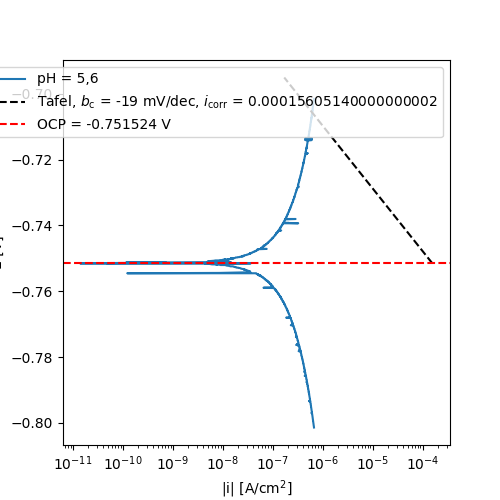 pH = 5,6
Tafel, b_c = -19 mV/dec, i_corr = 0.00015605140000000002
OCP = -0.751524 V
−0.70
−0.72
−0.74
−0.76
−0.78
−0.80
10⁻¹¹ 10⁻¹⁰ 10⁻⁹ 10⁻⁸ 10⁻⁷ 10⁻⁶ 10⁻⁵ 10⁻⁴
|i| [A/cm²]